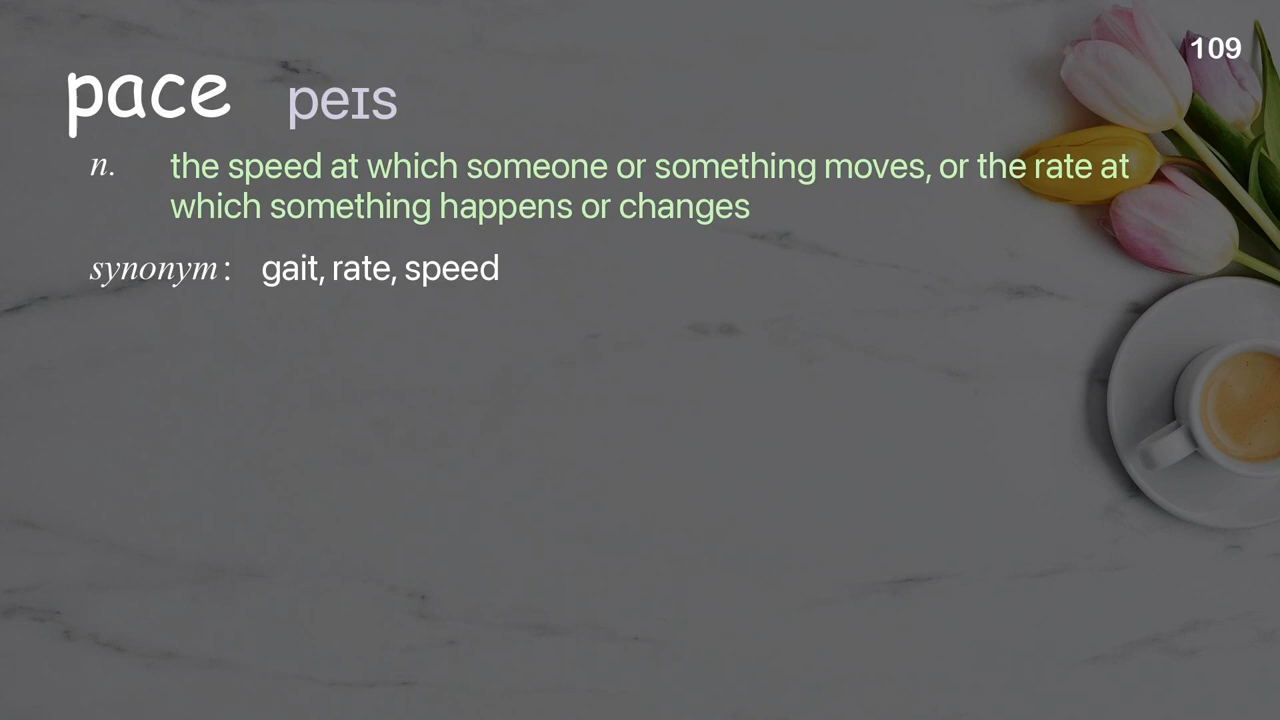 109
pace peɪs
n. the speed at which someone or something moves, or the rate at
which something happens or changes
synonym: gait, rate, speed